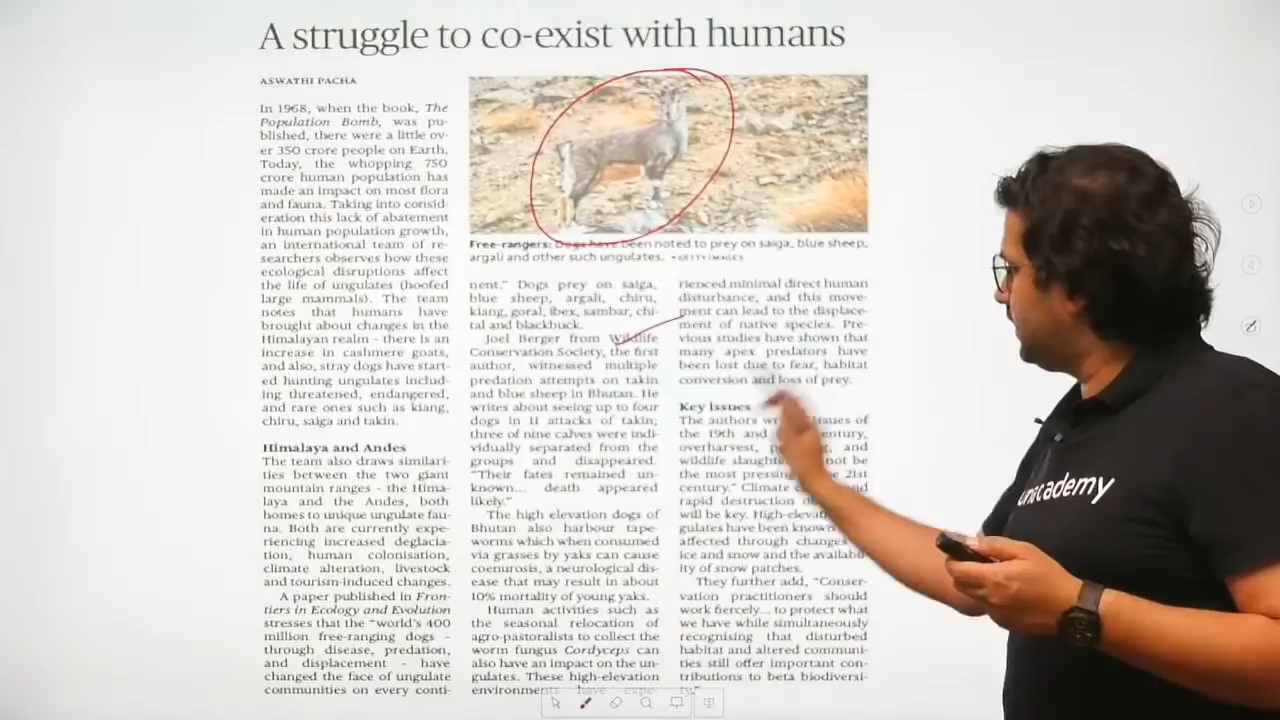 A struggle to co-exist with humans
ASWATHI PACHA
In 1968, when the book, The
Population Bomb, was pu-
blished, there were a little ov-
er 350 crore people on Earth.
Today, the whopping 750
crore human population has
made an impact on most flora
and fauna. Taking into consid-
eration this lack of abatement
in human population growth,
an international team of re-
searchers observes how these
ecological disruptions affect
the life of ungulates (hoofed
large mammals). The team
notes that humans have
brought about changes in the
Himalayan realm - there is an
increase in cashmere goats,
and also, stray dogs have start-
ed hunting ungulates includ-
ing threatened, endangered,
and rare ones such as kiang,
chiru, saiga and takin.
Himalaya and Andes
The team also draws similari-
ties between the two giant
mountain ranges - the Hima-
laya and the Andes, both
homes to unique ungulate fau-
na. Both are currently expe-
riencing increased deglacia-
tion, human colonisation,
climate alteration, livestock
and tourism-induced changes.
A paper published in Fron-
tiers in Ecology and Evolution
stresses that the "world's 400
million free-ranging dogs -
through disease, predation,
and displacement - have
changed the face of ungulate
communities on every conti-
Free-rangers: Dogs have been noted to prey on saiga, blue sheep,
argali and other such ungulates. • GETTY IMAGES
nent." Dogs prey on saiga,
blue sheep, argali, chiru,
kiang, goral, ibex, sambar, chi-
tal and blackbuck.
Joel Berger from Wildlife
Conservation Society, the first
author, witnessed multiple
predation attempts on takin
and blue sheep in Bhutan. He
writes about seeing up to four
dogs in 11 attacks of takin;
three of nine calves were indi-
vidually separated from the
groups and disappeared.
"Their fates remained un-
known... death appeared
likely."
The high elevation dogs of
Bhutan also harbour tape-
worms which when consumed
via grasses by yaks can cause
coenurosis, a neurological dis-
ease that may result in about
10% mortality of young yaks.
Human activities such as
the seasonal relocation of
agro-pastoralists to collect the
worm fungus Cordyceps can
also have an impact on the un-
gulates. These high-elevation
environments have expe-
rienced minimal direct human
disturbance, and this move-
ment can lead to the displace-
ment of native species. Pre-
vious studies have shown that
many apex predators have
been lost due to fear, habitat
conversion and loss of prey.
Key issues
The authors issues of
the 19th and
overharvest, and
wildlife not be
the most pressing 21st
century." Climate and
rapid destruction
will be key.
gulates have been known
affected through changes
ice and snow and the availabil-
ity of snow patches.
They further add, "Conser-
vation practitioners should
work fiercely... to protect what
we have while simultaneously
recognising that disturbed
habitat and altered communi-
ties still offer important con-
tributions to beta biodiversi-
unacademy